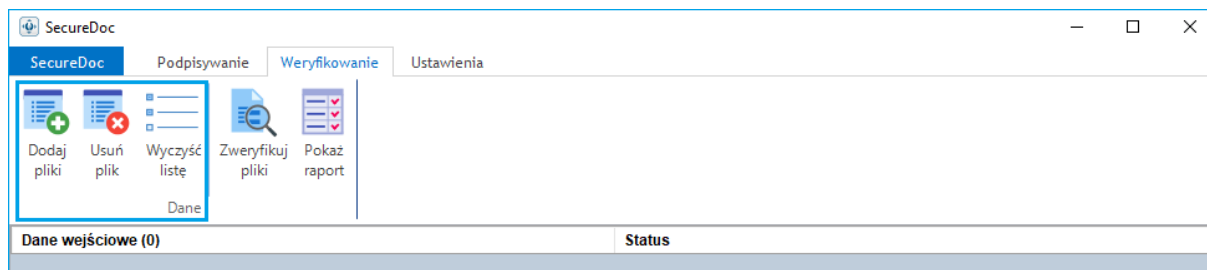 SecureDoc
SecureDoc Podpisywanie Weryfikowanie Ustawienia
Dodaj pliki
Usuń plik
Wyczyść listę
Zweryfikuj pliki
Pokaż raport
Dane
Dane wejściowe (0) Status